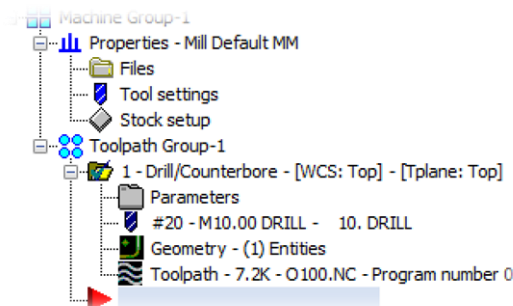 Machine Group-1
Properties - Mill Default MM
Files
Tool settings
Stock setup
Toolpath Group-1
1 - Drill/Counterbore - [WCS: Top] - [Tplane: Top]
Parameters
#20 - M10.00 DRILL - 10. DRILL
Geometry - (1) Entities
Toolpath - 7.2K - O100.NC - Program number 0